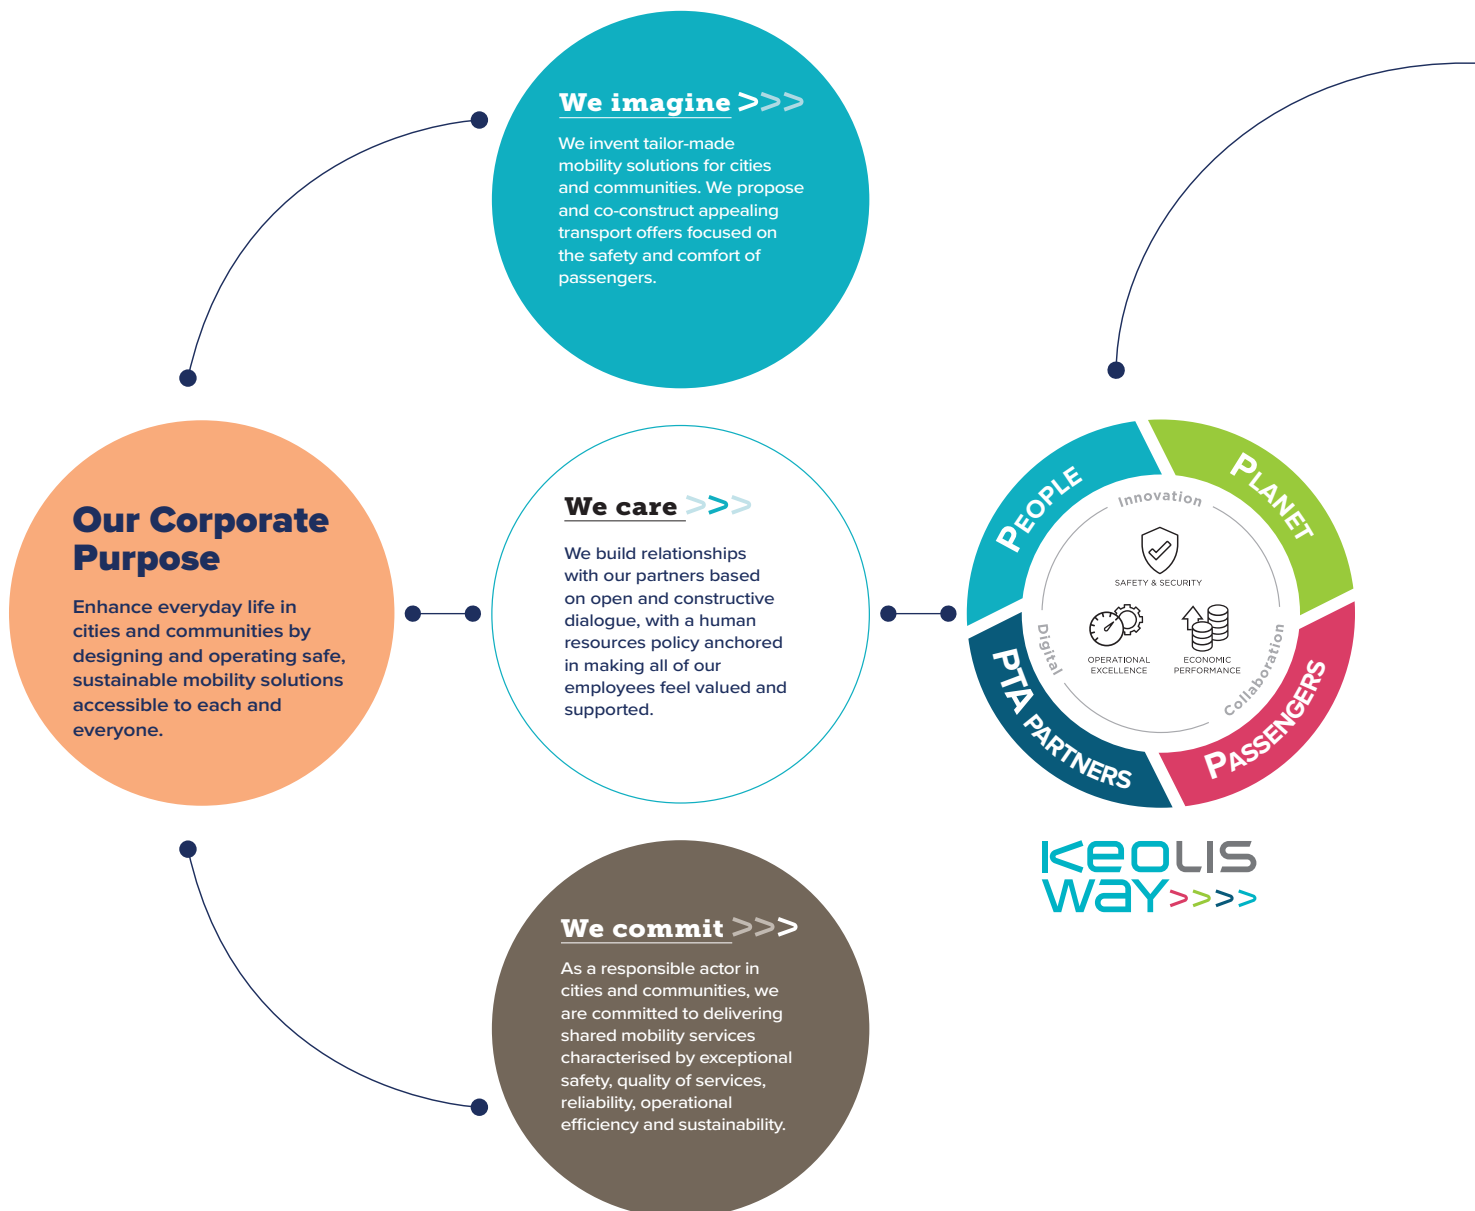 We imagine >>>
We invent tailor-made
mobility solutions for cities
and communities. We propose
and co-construct appealing
transport offers focused on
the safety and comfort of
passengers.
Our Corporate
Purpose
Enhance everyday life in
cities and communities by
designing and operating safe,
sustainable mobility solutions
accessible to each and
everyone.
We care >>>
We build relationships
with our partners based
on open and constructive
dialogue, with a human
resources policy anchored
in making all of our
employees feel valued and
supported.
We commit >>>
As a responsible actor in
cities and communities, we
are committed to delivering
shared mobility services
characterised by exceptional
safety, quality of services,
reliability, operational
efficiency and sustainability.
PEOPLE
PLANET
PASSENGERS
PTA PARTNERS
Innovation
Collaboration
Digital
SAFETY & SECURITY
OPERATIONAL
EXCELLENCE
ECONOMIC
PERFORMANCE
KEOLIS
WAY>>>>